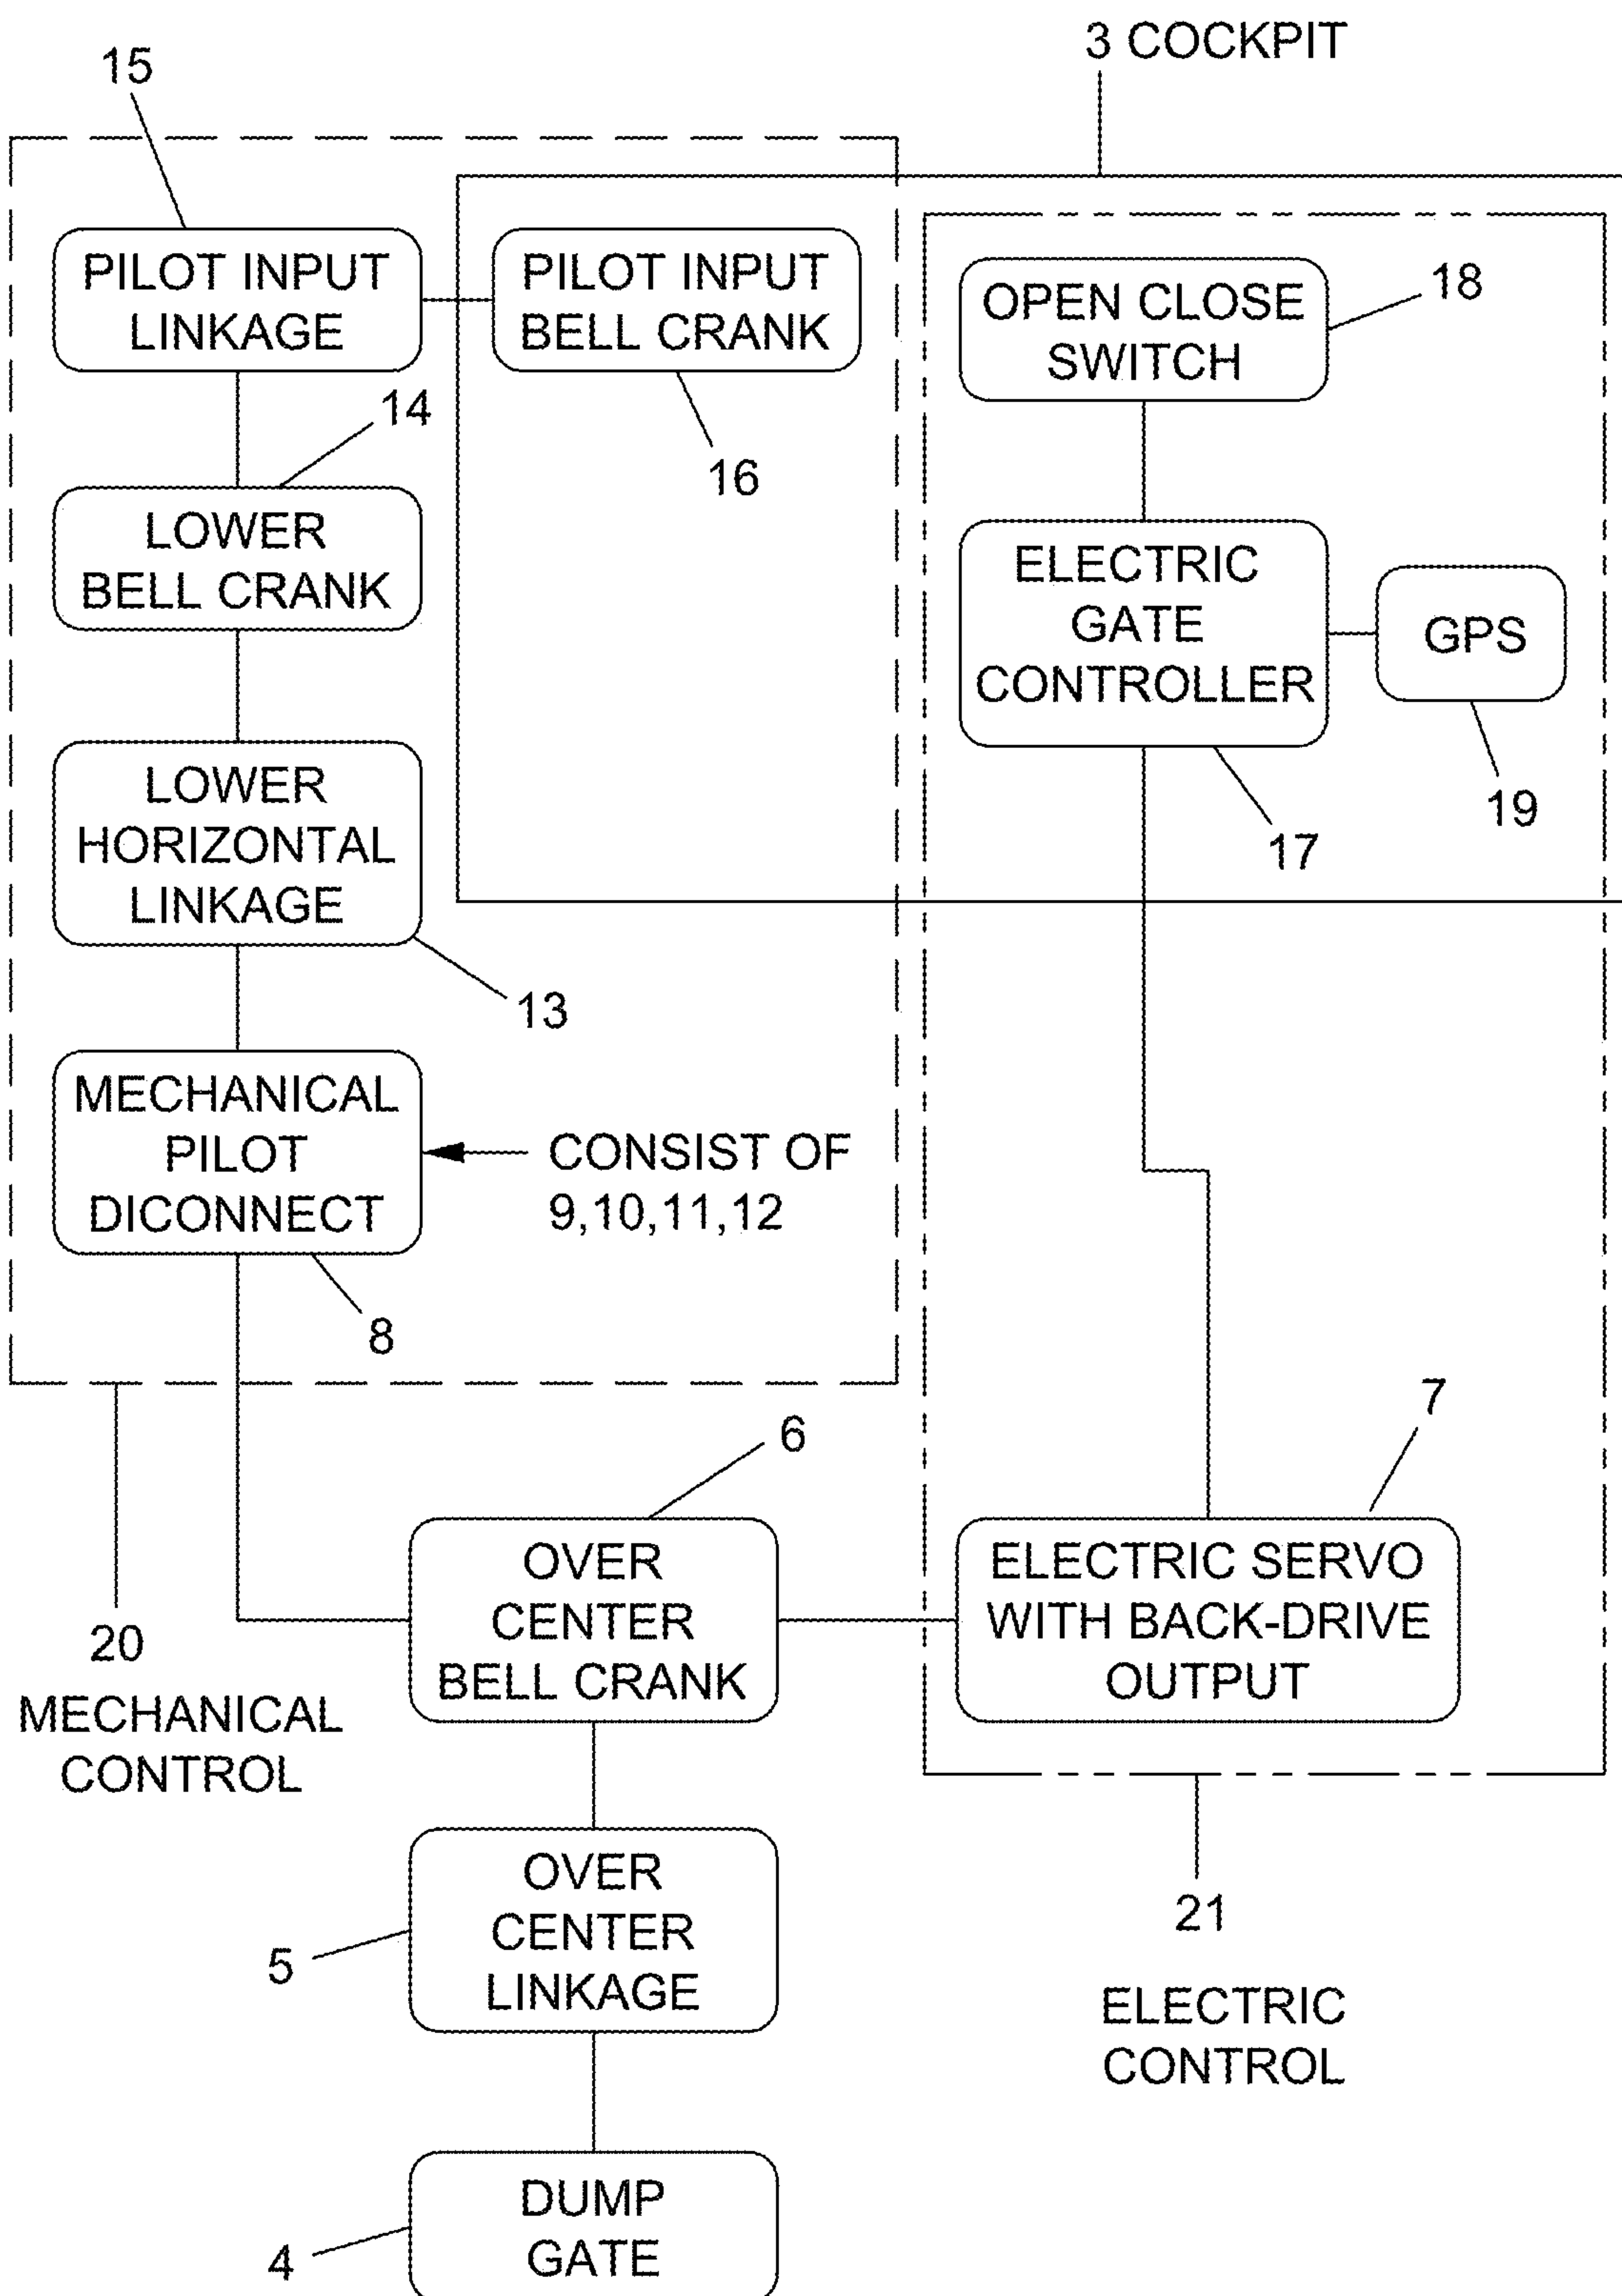 3 COCKPIT
15
PILOT INPUT
LINKAGE
PILOT INPUT
BELL CRANK
OPEN CLOSE
SWITCH
18
14
16
LOWER
BELL CRANK
ELECTRIC
GATE
CONTROLLER
GPS
19
17
LOWER
HORIZONTAL
LINKAGE
13
MECHANICAL
PILOT
DICONNECT
CONSIST OF
9,10,11,12
8
7
6
OVER
CENTER
BELL CRANK
ELECTRIC SERVO
WITH BACK-DRIVE
OUTPUT
20
MECHANICAL
CONTROL
OVER
CENTER
LINKAGE
5
21
ELECTRIC
CONTROL
DUMP
GATE
4